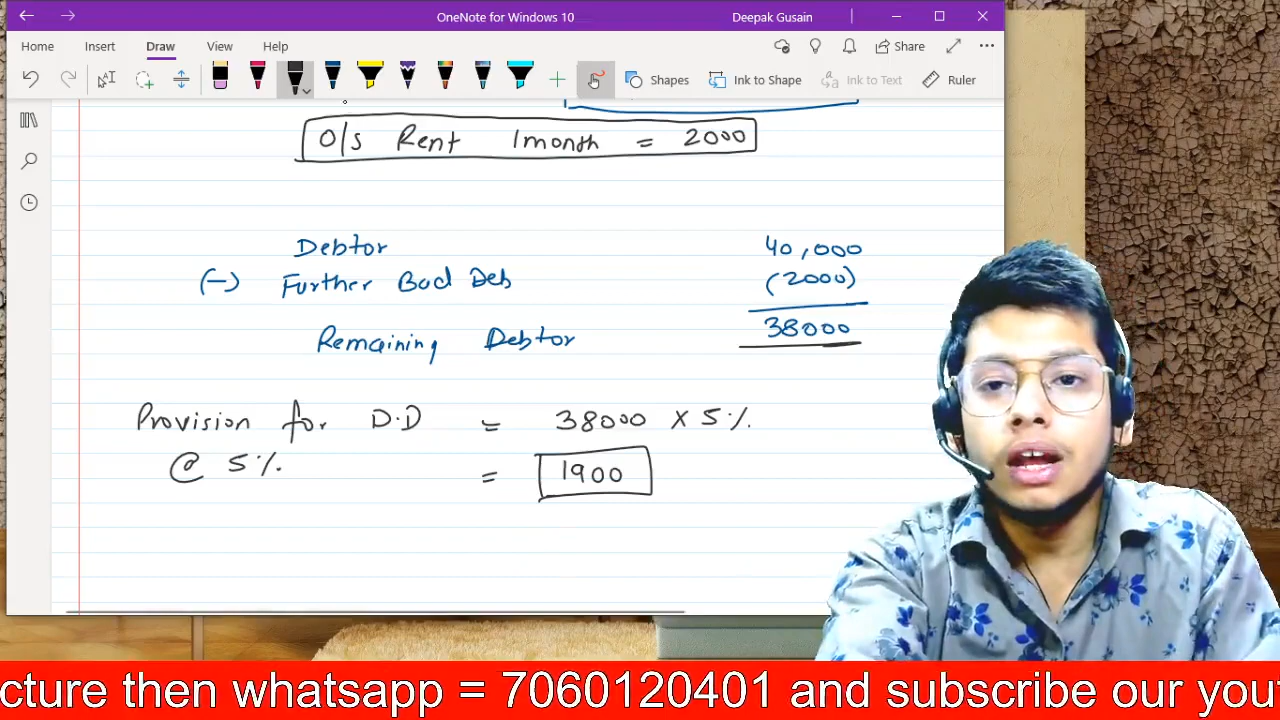 OneNote for Windows 10
Deepak Gusain
Home Insert Draw View Help Share
Shapes Ink to Shape Ink to Text Ruler
O/s Rent 1month = 2000
Debtor 40,000
(-) Further Bad Deb (2000)
Remaining Debtor 38000
Provision for D.D = 38000 x 5%.
@ 5% = 1900
cture then whatsapp = 7060120401 and subscribe our you